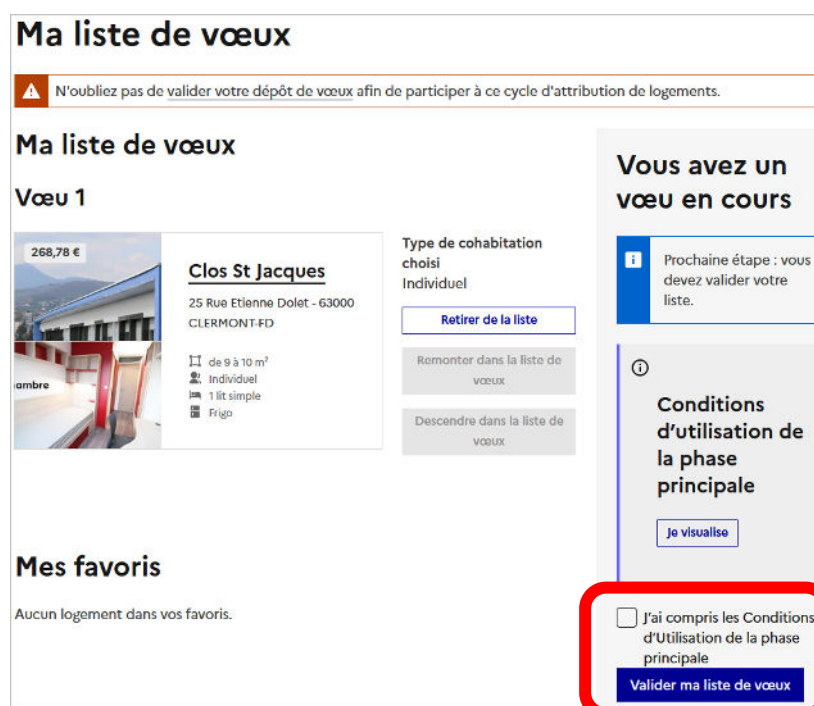 Ma liste de vœux
N'oubliez pas de valider votre dépôt de vœux afin de participer à ce cycle d'attribution de logements.
Ma liste de vœux
Vœu 1
268,78 €
ambre
Clos St Jacques
25 Rue Etienne Dolet - 63000
CLERMONT-FD
de 9 à 10 m²
Individuel
1 lit simple
Frigo
Type de cohabitation
choisi
Individuel
Retirer de la liste
Remonter dans la liste de
vœux
Descendre dans la liste de
vœux
Mes favoris
Aucun logement dans vos favoris.
Vous avez un
vœu en cours
Prochaine étape : vous
devez valider votre
liste.
Conditions
d'utilisation de
la phase
principale
Je visualise
J'ai compris les Conditions
d'Utilisation de la phase
principale
Valider ma liste de vœux